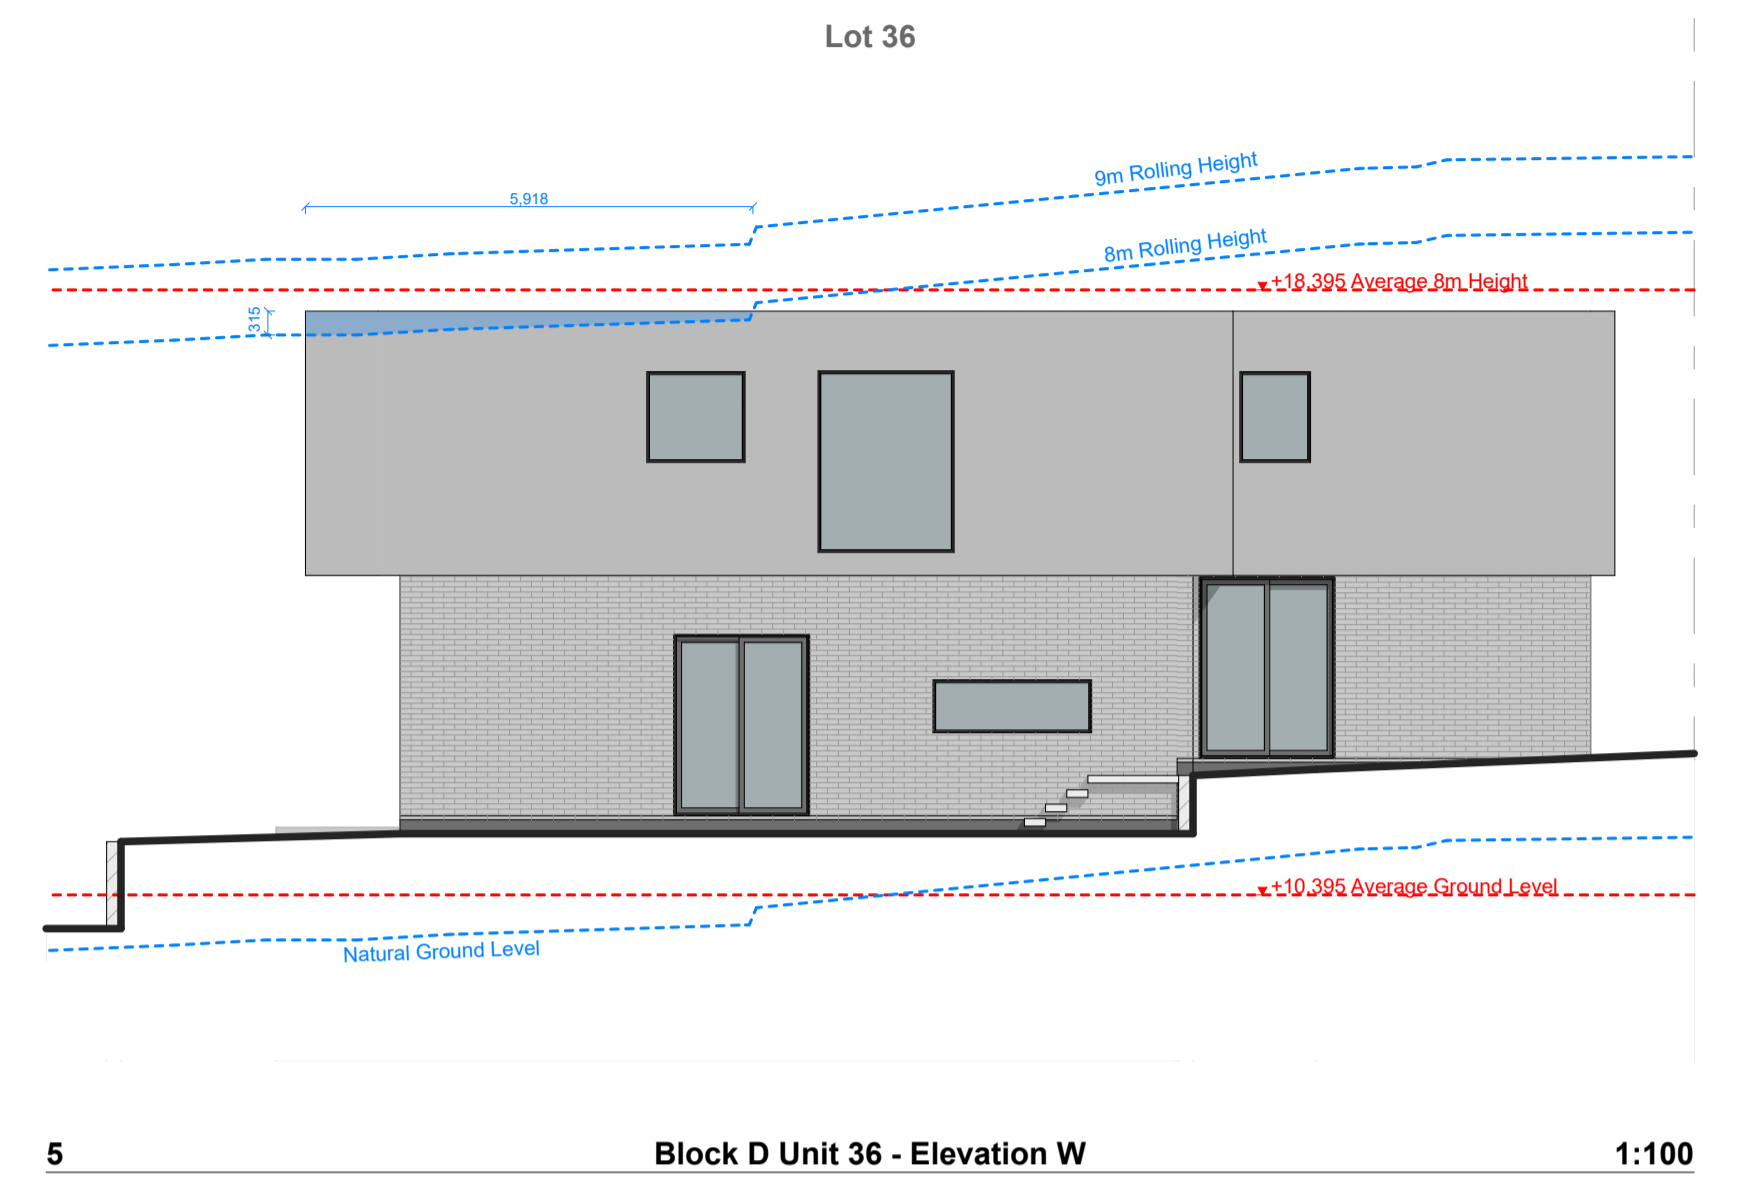 Lot 36
9m Rolling Height
5,918
8m Rolling Height
+18.395 Average 8m Height
315
+10.395 Average Ground Level
Natural Ground Level
5 Block D Unit 36 - Elevation W 1:100